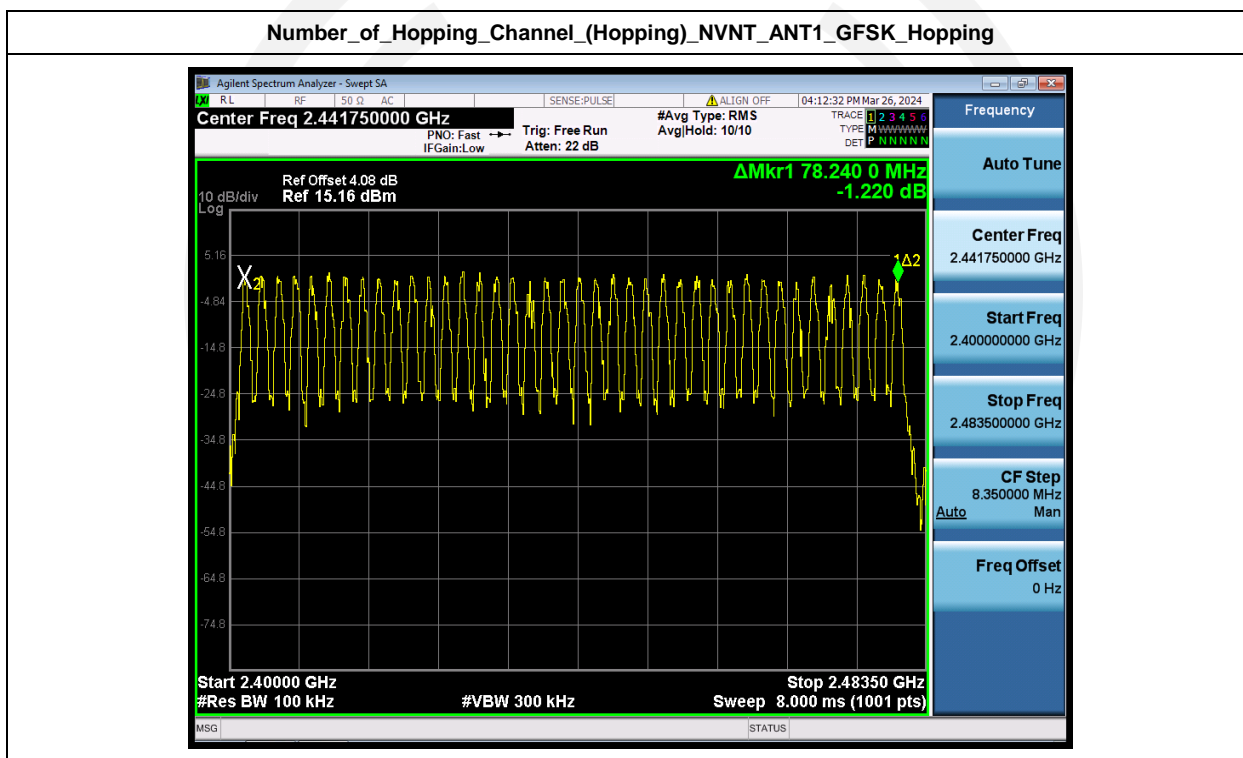 Number_of_Hopping_Channel_(Hopping)_NVNT_ANT1_GFSK_Hopping
Agilent Spectrum Analyzer - Swept SA
LXI RL RF 50 Ω AC SENSE:PULSE ALIGN OFF 04:12:32 PM Mar 26, 2024
Center Freq 2.441750000 GHz
PNO: Fast
IFGain:Low
Trig: Free Run
Atten: 22 dB
#Avg Type: RMS
Avg|Hold: 10/10
TRACE 1 2 3 4 5 6
TYPE M WWWWW
DET P N N N N N
ΔMkr1 78.240 0 MHz
-1.220 dB
Ref Offset 4.08 dB
10 dB/div Ref 15.16 dBm
Log
5.16
-4.84
-14.8
-24.8
-34.8
-44.8
-54.8
-64.8
-74.8
X2
1Δ2
Start 2.40000 GHz Stop 2.48350 GHz
#Res BW 100 kHz #VBW 300 kHz Sweep 8.000 ms (1001 pts)
MSG STATUS
Frequency
Auto Tune
Center Freq
2.441750000 GHz
Start Freq
2.400000000 GHz
Stop Freq
2.483500000 GHz
CF Step
8.350000 MHz
Auto Man
Freq Offset
0 Hz